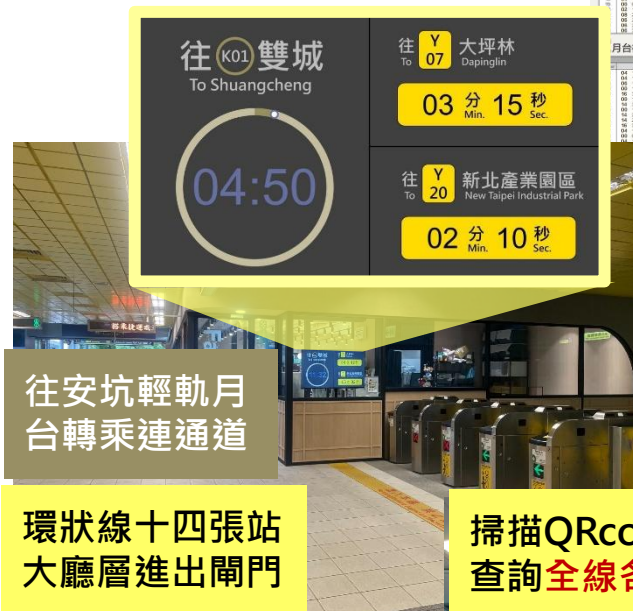 往 K01 雙城
To Shuangcheng
04:50
往 Y 07 大坪林
To Dapinglin
03 分 15 秒
Min. Sec.
往 Y 20 新北產業園區
To New Taipei Industrial Park
02 分 10 秒
Min. Sec.
往安坑輕軌月
台轉乘連通道
環狀線十四張站
大廳層進出閘門
掃描QRco
查詢全線各
月台